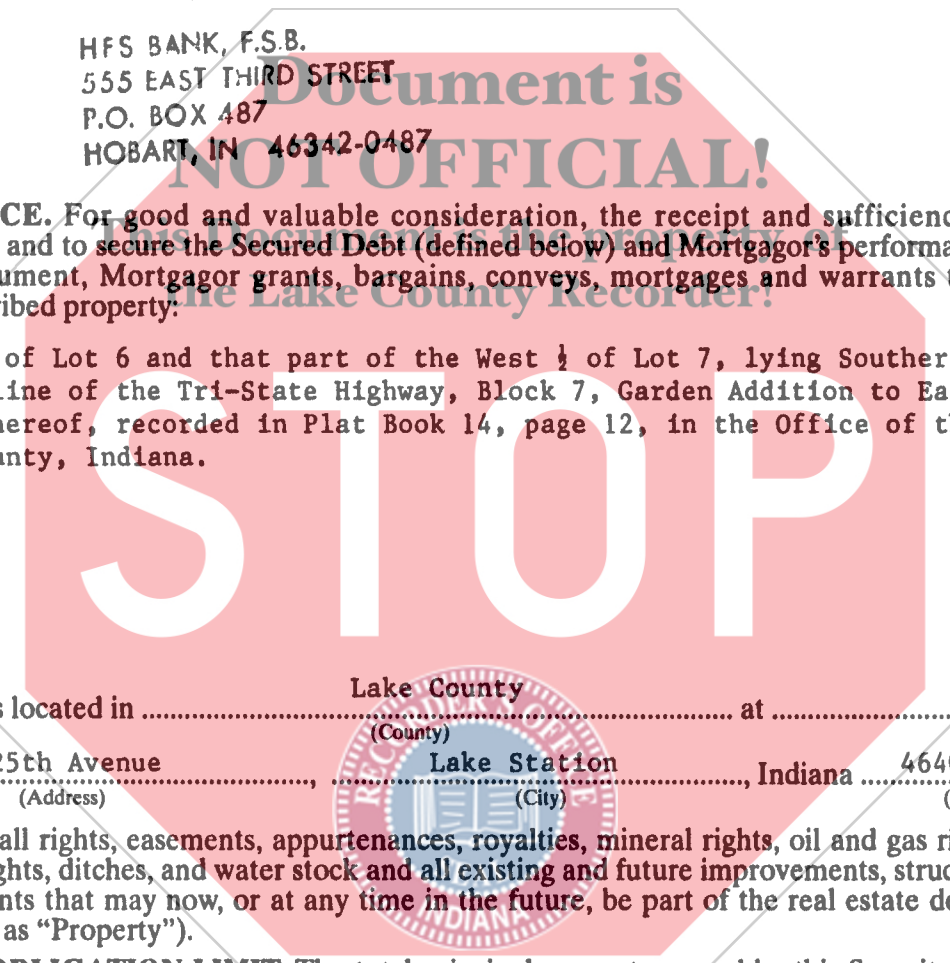 HFS BANK, F.S.B.
555 EAST THIRD STREET
P.O. BOX 487
HOBART, IN 46342-0487
Document is
NOT OFFICIAL!
This Document is the property of
the Lake County Recorder!
CE. For good and valuable consideration, the receipt and sufficienc
and to secure the Secured Debt (defined below) and Mortgagor's performa
ument, Mortgagor grants, bargains, conveys, mortgages and warrants t
ribed property:
of Lot 6 and that part of the West ½ of Lot 7, lying Souther
ine of the Tri-State Highway, Block 7, Garden Addition to Ea
hereof, recorded in Plat Book 14, page 12, in the Office of t
unty, Indiana.
STOP
s located in Lake County at
(County)
25th Avenue, Lake Station, Indiana 464
(Address) (City) (
all rights, easements, appurtenances, royalties, mineral rights, oil and gas ri
ghts, ditches, and water stock and all existing and future improvements, struc
nts that may now, or at any time in the future, be part of the real estate de
as "Property").
RECORDER'S OFFICE
INDIANA